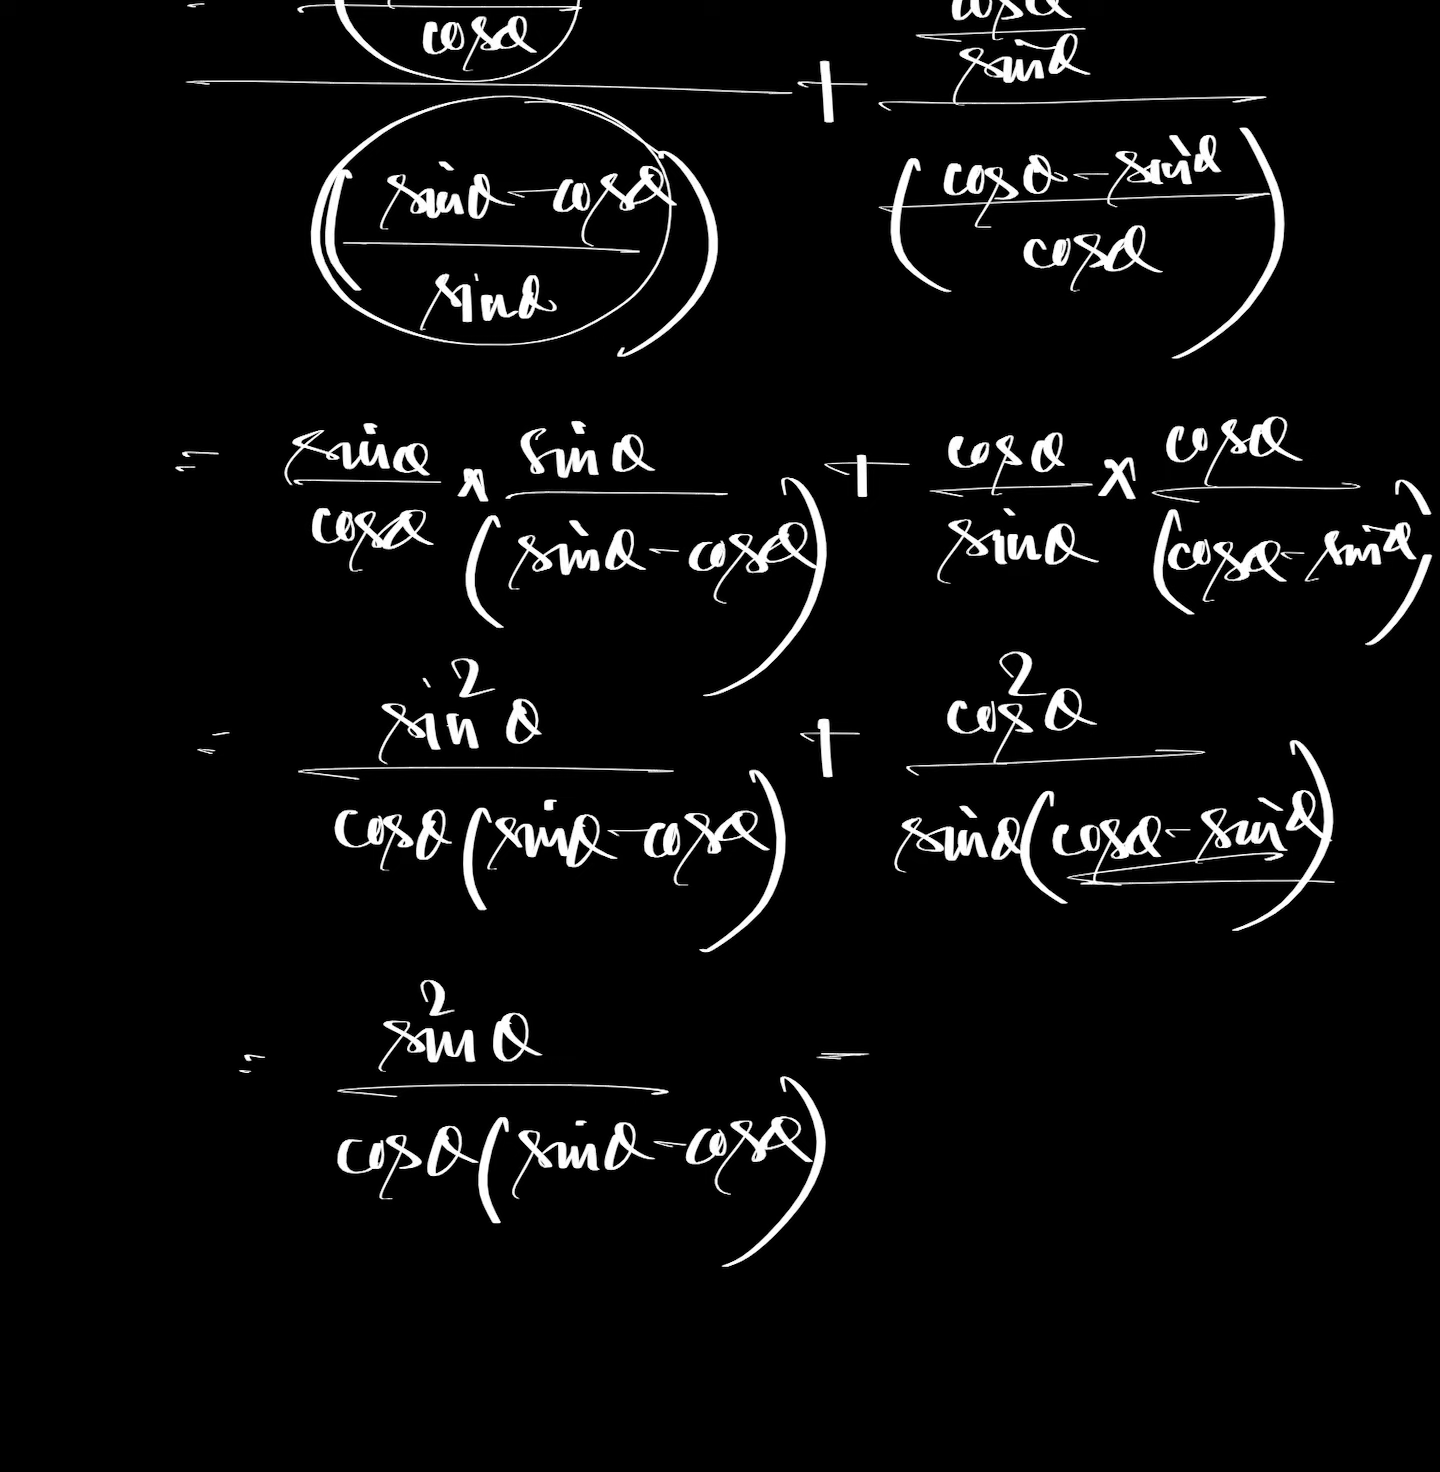 = (/cosθ) / ((sinθ-cosθ)/sinθ) + (cosθ/sinθ) / ((cosθ-sinθ)/cosθ)
= sinθ/cosθ × sinθ/(sinθ-cosθ) + cosθ/sinθ × cosθ/(cosθ-sinθ)
= sin²θ/cosθ(sinθ-cosθ) + cos²θ/sinθ(cosθ-sinθ)
= sin²θ/cosθ(sinθ-cosθ) -